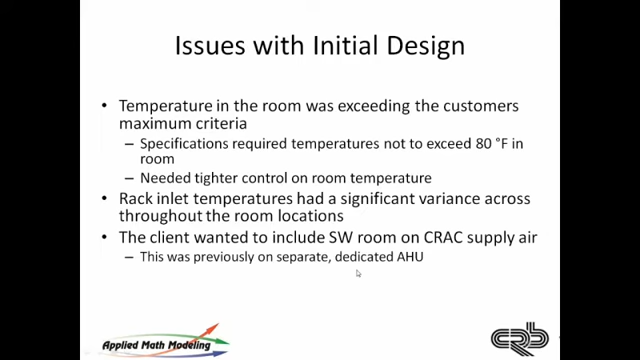 Issues with Initial Design
• Temperature in the room was exceeding the customers
maximum criteria
– Specifications required temperatures not to exceed 80 °F in
room
– Needed tighter control on room temperature
• Rack inlet temperatures had a significant variance across
throughout the room locations
• The client wanted to include SW room on CRAC supply air
– This was previously on separate, dedicated AHU
Applied Math Modeling
CRB